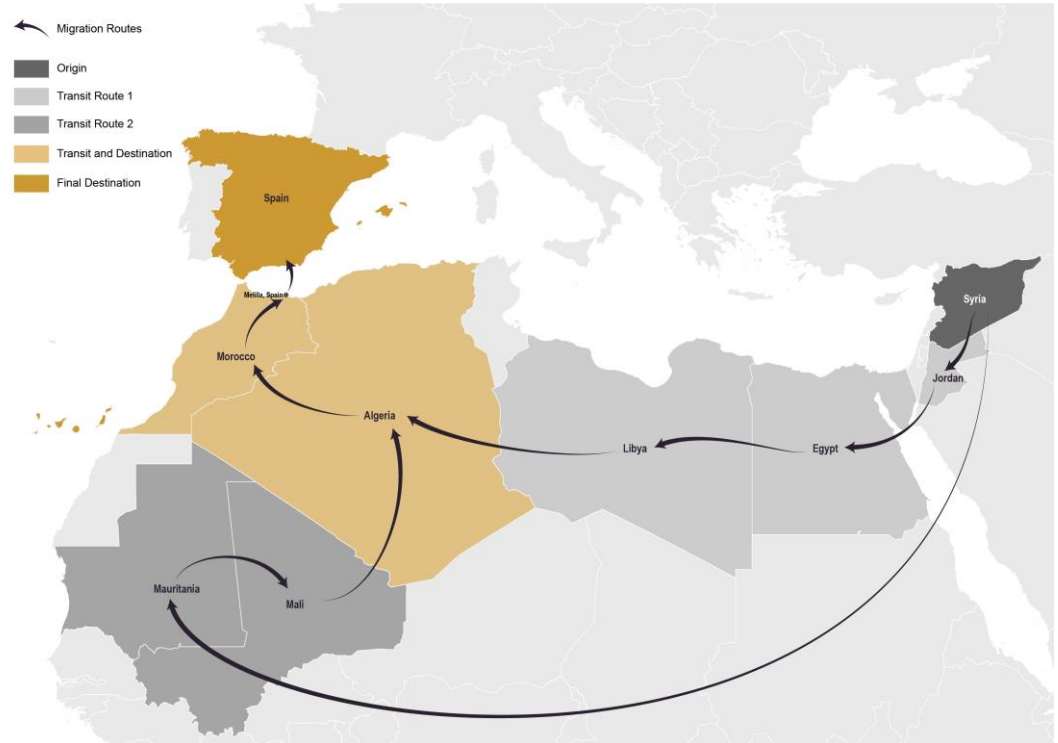 Migration Routes
Origin
Transit Route 1
Transit Route 2
Transit and Destination
Final Destination
Spain
Melilla, Spain
Syria
Morocco
Jordan
Algeria
Libya
Egypt
Mauritania
Mali